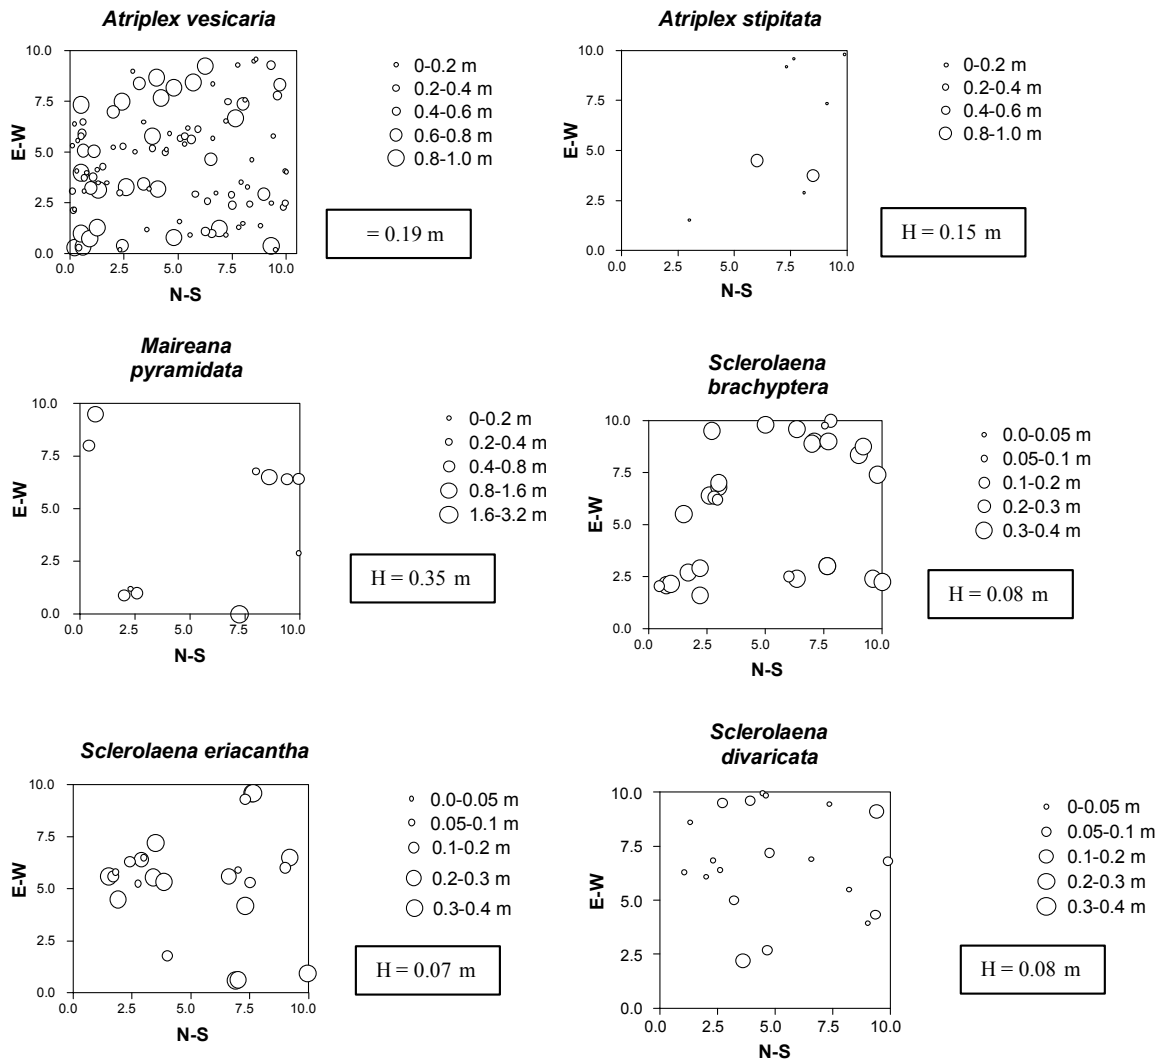 Atriplex vesicaria
10.0
7.5
5.0
2.5
0.0
E-W
0.0
2.5
5.0
7.5
10.0
N-S
0-0.2 m
0.2-0.4 m
0.4-0.6 m
0.6-0.8 m
0.8-1.0 m
= 0.19 m
Atriplex stipitata
10.0
7.5
5.0
2.5
0.0
E-W
0.0
2.5
5.0
7.5
10.0
N-S
0-0.2 m
0.2-0.4 m
0.4-0.6 m
0.8-1.0 m
H = 0.15 m
Maireana
pyramidata
10.0
7.5
5.0
2.5
0.0
E-W
0.0
2.5
5.0
7.5
10.0
N-S
0-0.2 m
0.2-0.4 m
0.4-0.8 m
0.8-1.6 m
1.6-3.2 m
H = 0.35 m
Sclerolaena
brachyptera
10.0
7.5
5.0
2.5
0.0
E-W
0.0
2.5
5.0
7.5
10.0
N-S
0.0-0.05 m
0.05-0.1 m
0.1-0.2 m
0.2-0.3 m
0.3-0.4 m
H = 0.08 m
Sclerolaena eriacantha
10.0
7.5
5.0
2.5
0.0
E-W
0.0
2.5
5.0
7.5
10.0
N-S
0.0-0.05 m
0.05-0.1 m
0.1-0.2 m
0.2-0.3 m
0.3-0.4 m
H = 0.07 m
Sclerolaena
divaricata
10.0
7.5
5.0
2.5
0.0
E-W
0.0
2.5
5.0
7.5
10.0
N-S
0-0.05 m
0.05-0.1 m
0.1-0.2 m
0.2-0.3 m
0.3-0.4 m
H = 0.08 m